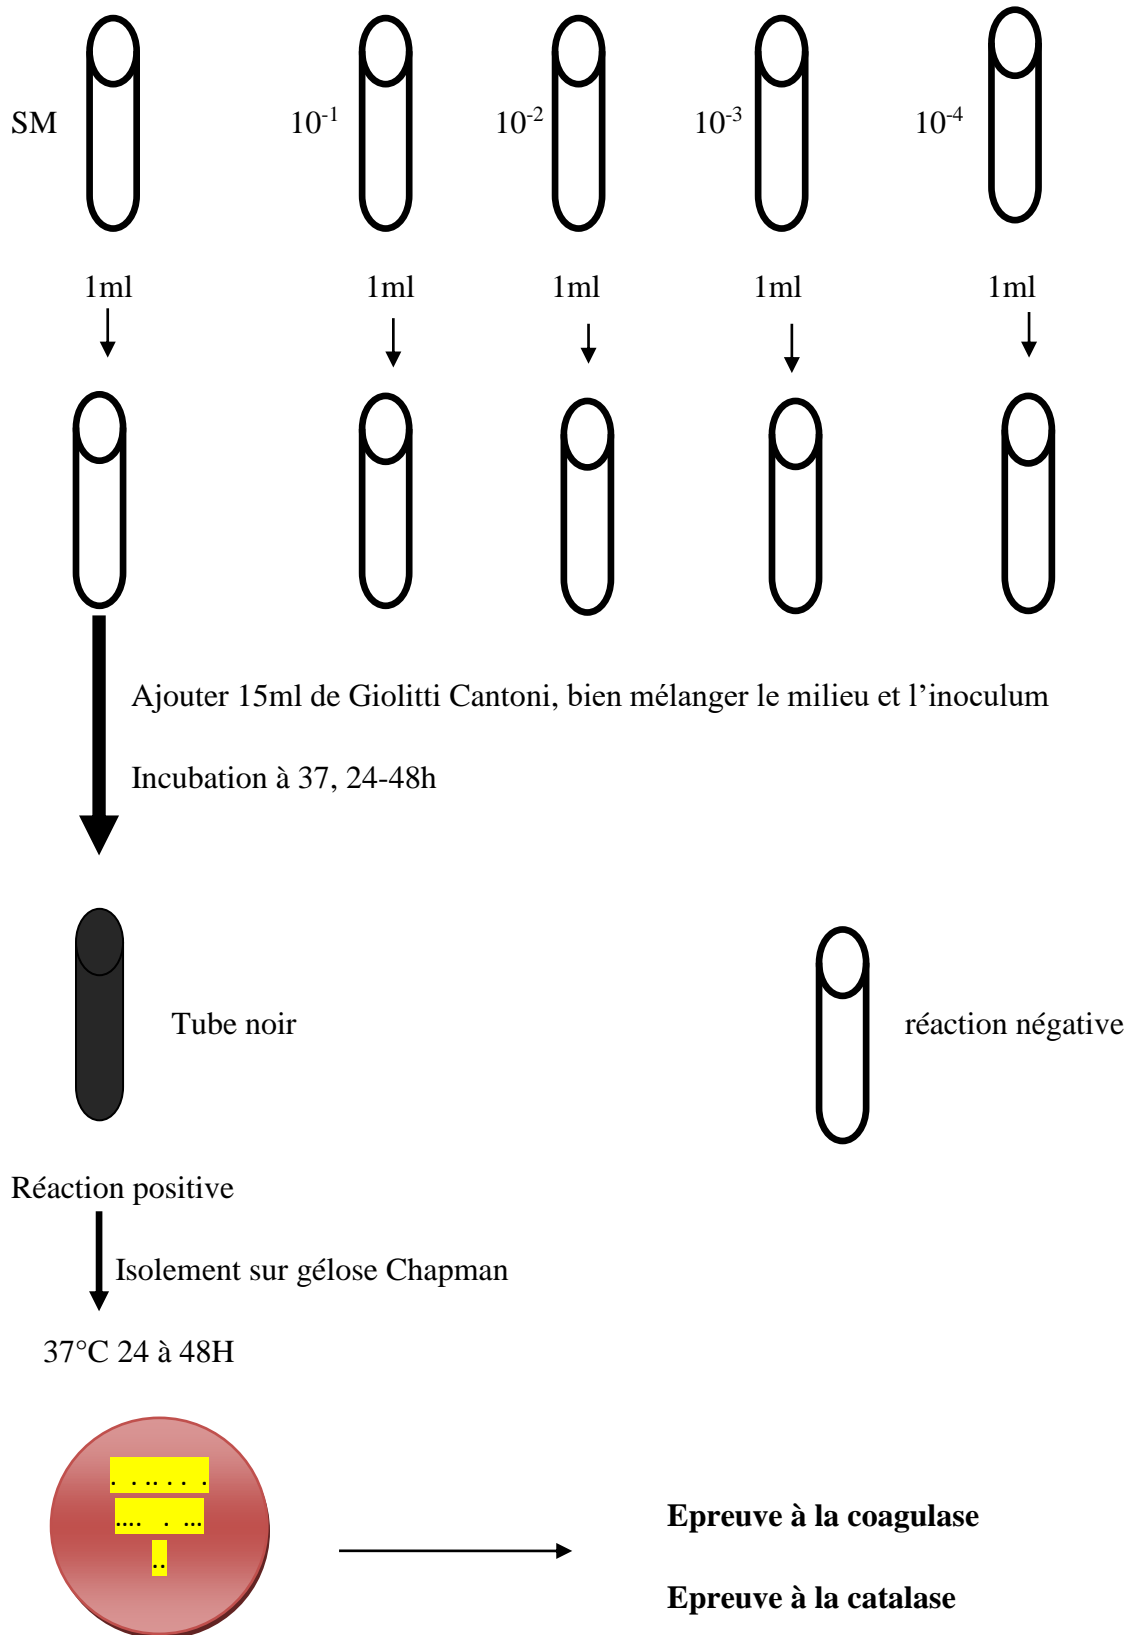 SM 10⁻¹ 10⁻² 10⁻³ 10⁻⁴
1ml 1ml 1ml 1ml 1ml
Ajouter 15ml de Giolitti Cantoni, bien mélanger le milieu et l’inoculum
Incubation à 37, 24-48h
Tube noir réaction négative
Réaction positive
Isolement sur gélose Chapman
37°C 24 à 48H
. . .. . . .
.... . ...
..
Epreuve à la coagulase
Epreuve à la catalase